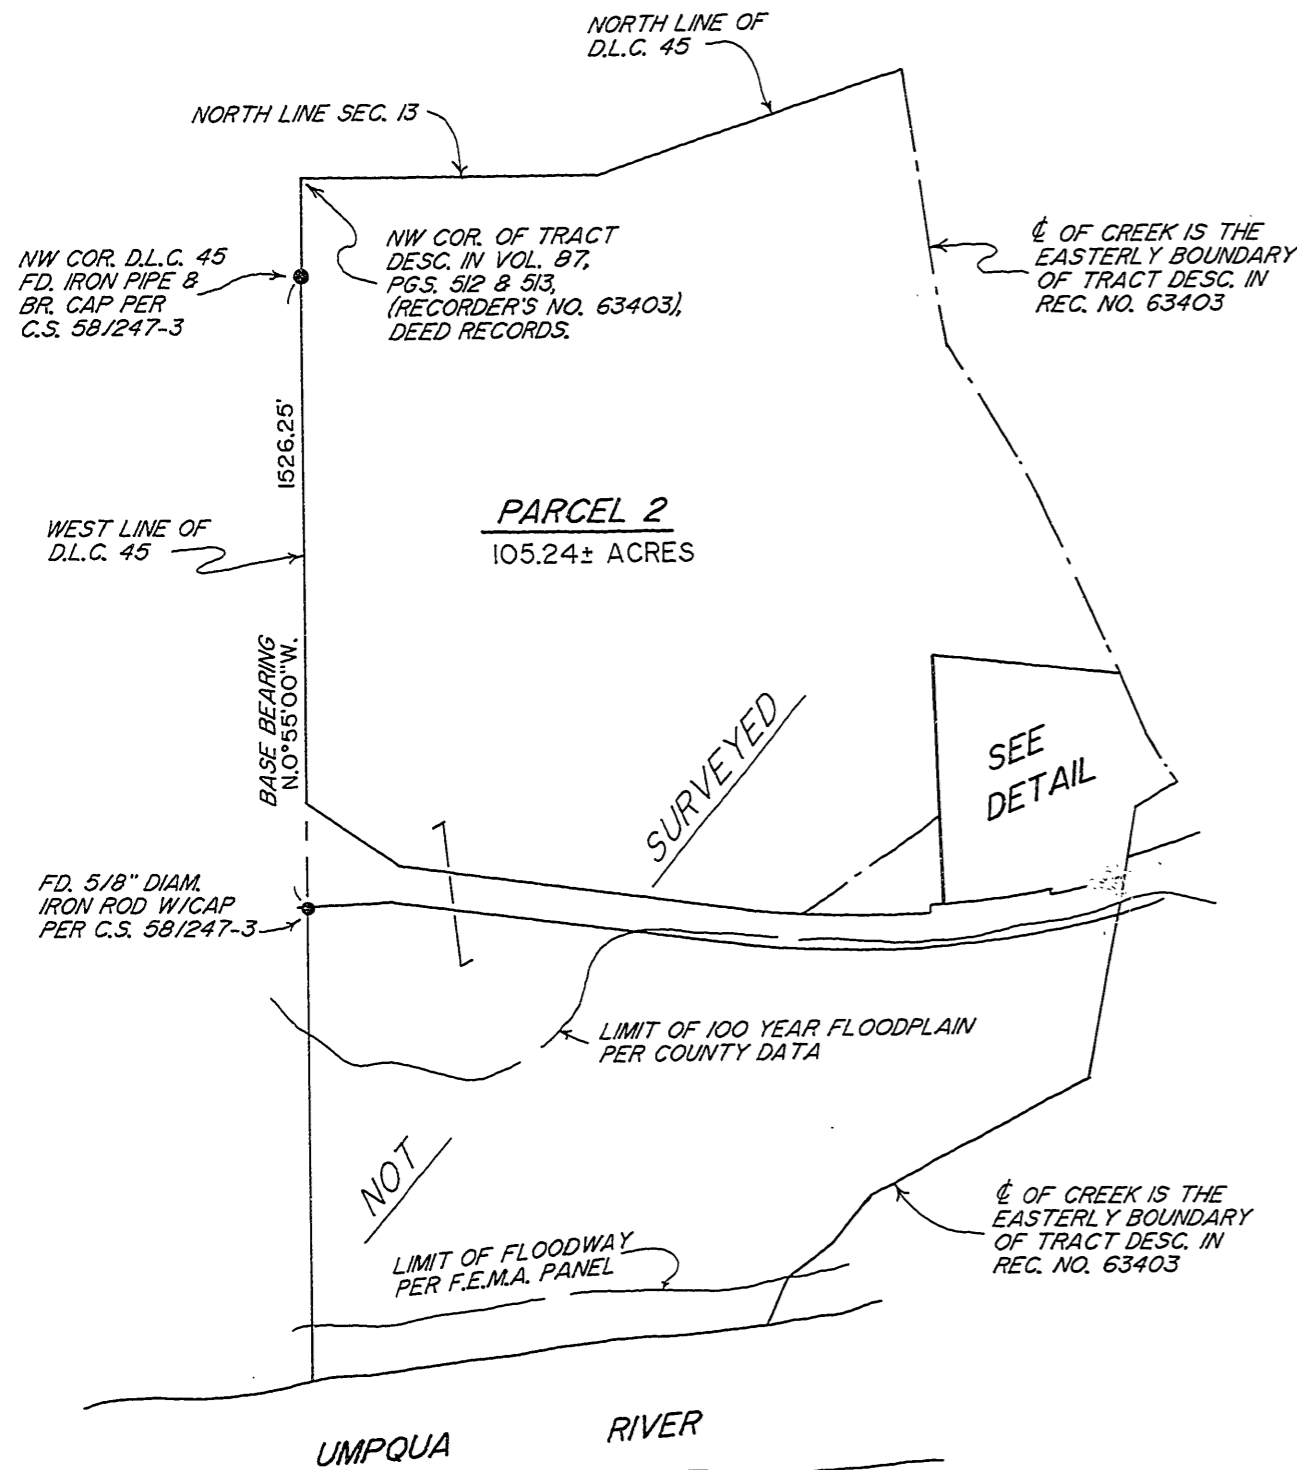 NORTH LINE OF
D.L.C. 45
NORTH LINE SEC. 13
NW COR. D.L.C. 45
FD. IRON PIPE &
BR. CAP PER
C.S. 58/247-3
NW COR. OF TRACT
DESC. IN VOL. 87,
PGS. 512 & 513,
(RECORDER'S NO. 63403),
DEED RECORDS.
℄ OF CREEK IS THE
EASTERLY BOUNDARY
OF TRACT DESC. IN
REC. NO. 63403
1526.25'
WEST LINE OF
D.L.C. 45
PARCEL 2
105.24± ACRES
BASE BEARING
N.0°55'00"W.
SURVEYED
SEE
DETAIL
FD. 5/8" DIAM.
IRON ROD W/CAP
PER C.S. 58/247-3
LIMIT OF 100 YEAR FLOODPLAIN
PER COUNTY DATA
NOT
LIMIT OF FLOODWAY
PER F.E.M.A. PANEL
℄ OF CREEK IS THE
EASTERLY BOUNDARY
OF TRACT DESC. IN
REC. NO. 63403
UMPQUA RIVER